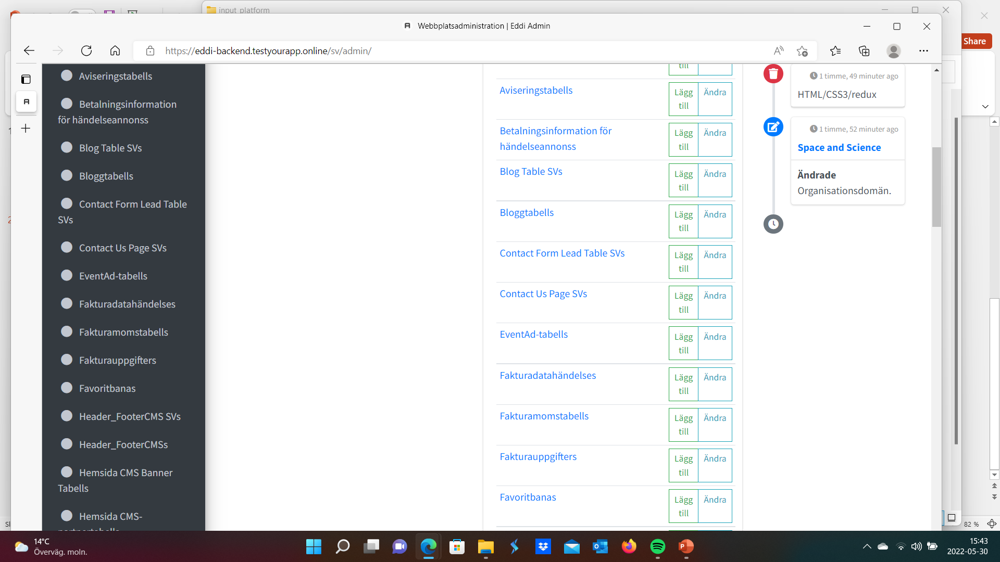 input_platform
Webbplatsadministration | Eddi Admin
https://eddi-backend.testyourapp.online/sv/admin/
Share
Aviseringstabells
Betalningsinformation
för händelseannonss
Blog Table SVs
Bloggtabells
Contact Form Lead Table
SVs
Contact Us Page SVs
EventAd-tabells
Fakturadatahändelses
Fakturamomstabells
Fakturauppgifters
Favoritbanas
Header_FooterCMS SVs
Header_FooterCMSs
Hemsida CMS Banner
Tabells
Hemsida CMS-
till
Aviseringstabells
Lägg
till
Ändra
Betalningsinformation för
händelseannonss
Lägg
till
Ändra
Blog Table SVs
Lägg
till
Ändra
Bloggtabells
Lägg
till
Ändra
Contact Form Lead Table SVs
Lägg
till
Ändra
Contact Us Page SVs
Lägg
till
Ändra
EventAd-tabells
Lägg
till
Ändra
Fakturadatahändelses
Lägg
till
Ändra
Fakturamomstabells
Lägg
till
Ändra
Fakturauppgifters
Lägg
till
Ändra
Favoritbanas
Lägg
till
Ändra
1 timme, 49 minuter ago
HTML/CSS3/redux
1 timme, 52 minuter ago
Space and Science
Ändrade
Organisationsdomän.
82 %
14°C
Överväg. moln.
15:43
2022-05-30